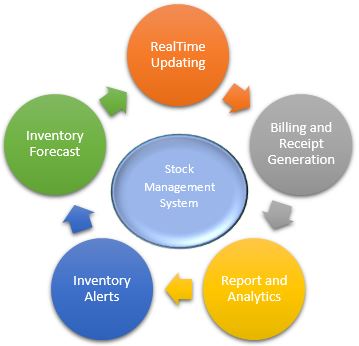 RealTime
Updating
Billing and
Receipt
Generation
Report and
Analytics
Inventory
Alerts
Inventory
Forecast
Stock
Management
System